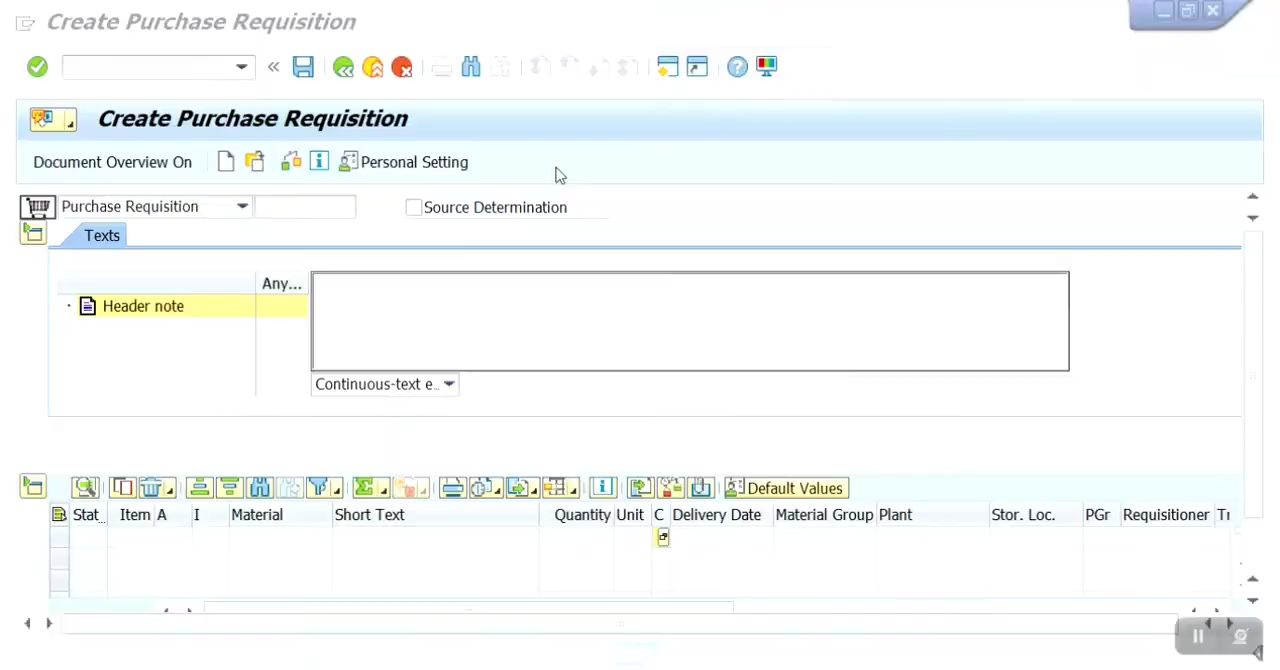 Create Purchase Requisition
Create Purchase Requisition
Document Overview On Personal Setting
Purchase Requisition Source Determination
Texts
Any...
Header note
Continuous-text e..
Default Values
Stat_ Item A I Material Short Text Quantity Unit C Delivery Date Material Group Plant Stor. Loc. PGr Requisitioner